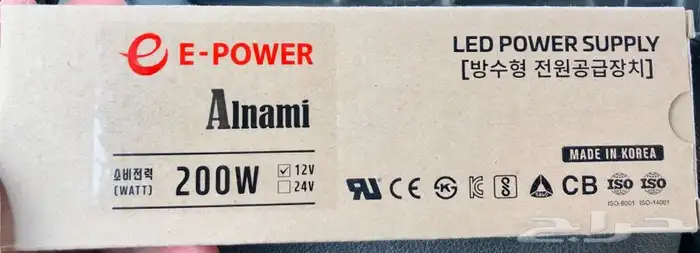 E-POWER
Alnami
소비전력
(WATT)
200W
12V
24V
LED POWER SUPPLY
[방수형 전원공급장치]
MADE IN KOREA
CE
CB
ISO
ISO
ISO-9001
ISO-14001
حراج